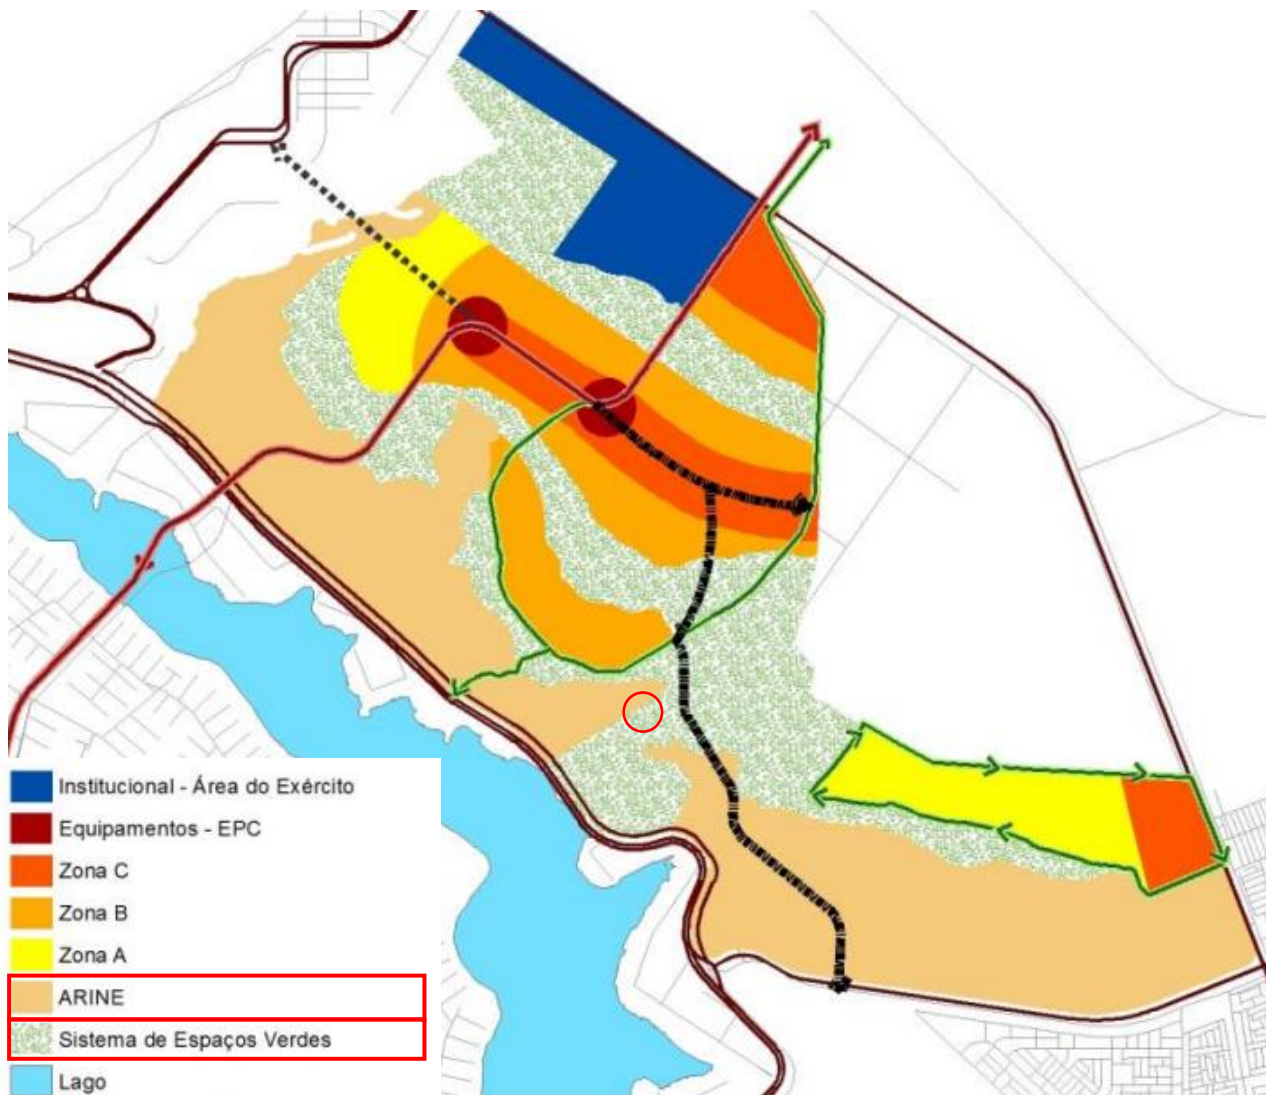 Institucional - Área do Exército
Equipamentos - EPC
Zona C
Zona B
Zona A
ARINE
Sistema de Espaços Verdes
Lago